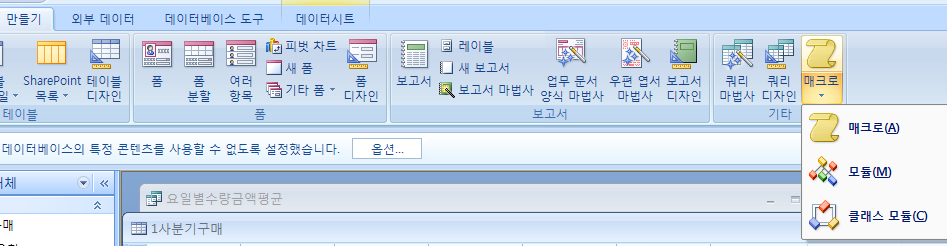 만들기 외부 데이터 데이터베이스 도구 데이터시트
SharePoint 목록
테이블 디자인
테이블
폼
폼 분할
여러 항목
피벗 차트
새 폼
기타 폼
폼 디자인
폼
보고서
레이블
새 보고서
보고서 마법사
업무 문서 양식 마법사
우편 엽서 마법사
보고서 디자인
보고서
쿼리 마법사
쿼리 디자인
매크로
기타
매크로(A)
모듈(M)
클래스 모듈(C)
데이터베이스의 특정 콘텐츠를 사용할 수 없도록 설정했습니다. 옵션...
요일별수량금액평균
1사분기구매